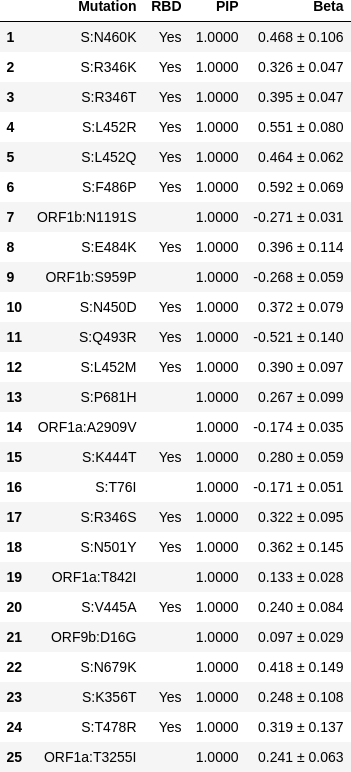 Mutation RBD PIP Beta
1 S:N460K Yes 1.0000 0.468 ± 0.106
2 S:R346K Yes 1.0000 0.326 ± 0.047
3 S:R346T Yes 1.0000 0.395 ± 0.047
4 S:L452R Yes 1.0000 0.551 ± 0.080
5 S:L452Q Yes 1.0000 0.464 ± 0.062
6 S:F486P Yes 1.0000 0.592 ± 0.069
7 ORF1b:N1191S 1.0000 -0.271 ± 0.031
8 S:E484K Yes 1.0000 0.396 ± 0.114
9 ORF1b:S959P 1.0000 -0.268 ± 0.059
10 S:N450D Yes 1.0000 0.372 ± 0.079
11 S:Q493R Yes 1.0000 -0.521 ± 0.140
12 S:L452M Yes 1.0000 0.390 ± 0.097
13 S:P681H 1.0000 0.267 ± 0.099
14 ORF1a:A2909V 1.0000 -0.174 ± 0.035
15 S:K444T Yes 1.0000 0.280 ± 0.059
16 S:T76I 1.0000 -0.171 ± 0.051
17 S:R346S Yes 1.0000 0.322 ± 0.095
18 S:N501Y Yes 1.0000 0.362 ± 0.145
19 ORF1a:T842I 1.0000 0.133 ± 0.028
20 S:V445A Yes 1.0000 0.240 ± 0.084
21 ORF9b:D16G 1.0000 0.097 ± 0.029
22 S:N679K 1.0000 0.418 ± 0.149
23 S:K356T Yes 1.0000 0.248 ± 0.108
24 S:T478R Yes 1.0000 0.319 ± 0.137
25 ORF1a:T3255I 1.0000 0.241 ± 0.063